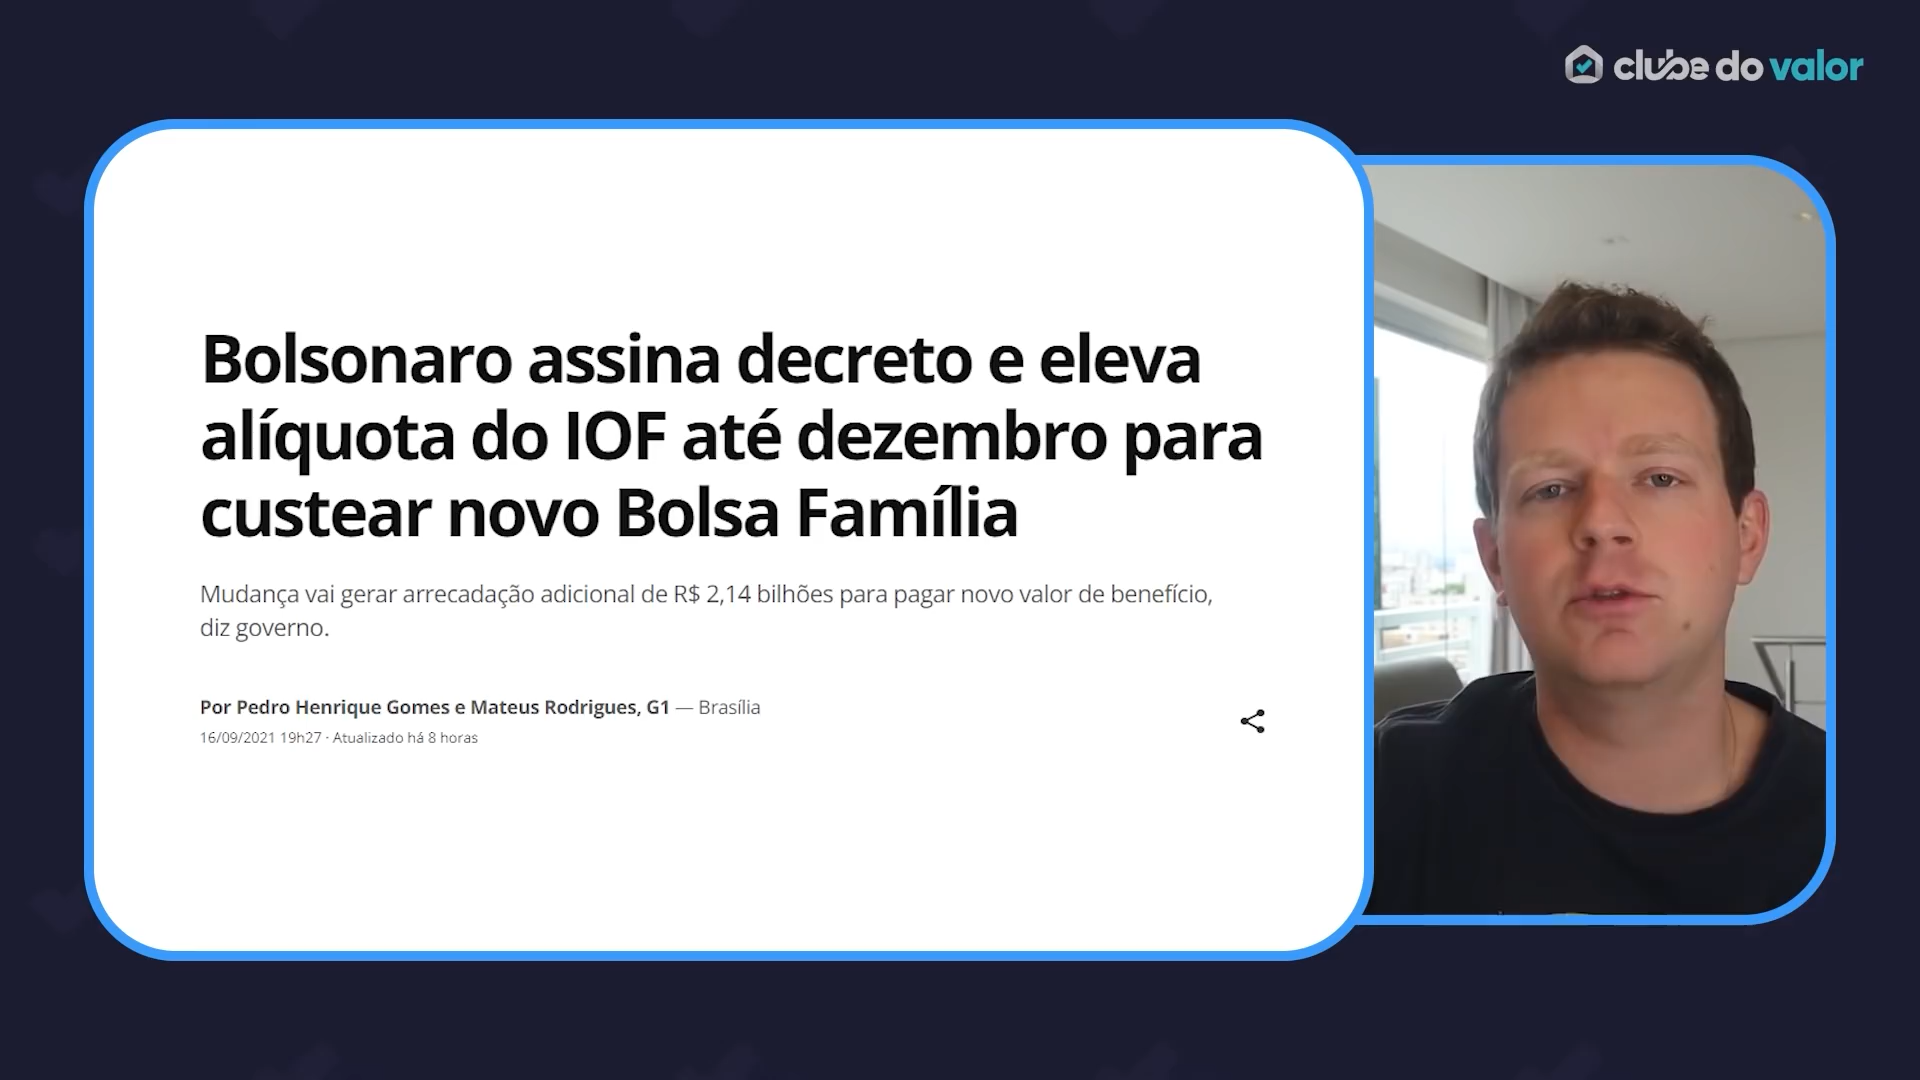 clube do valor
Bolsonaro assina decreto e eleva
alíquota do IOF até dezembro para
custear novo Bolsa Família
Mudança vai gerar arrecadação adicional de R$ 2,14 bilhões para pagar novo valor de benefício,
diz governo.
Por Pedro Henrique Gomes e Mateus Rodrigues, G1 — Brasília
16/09/2021 19h27 · Atualizado há 8 horas